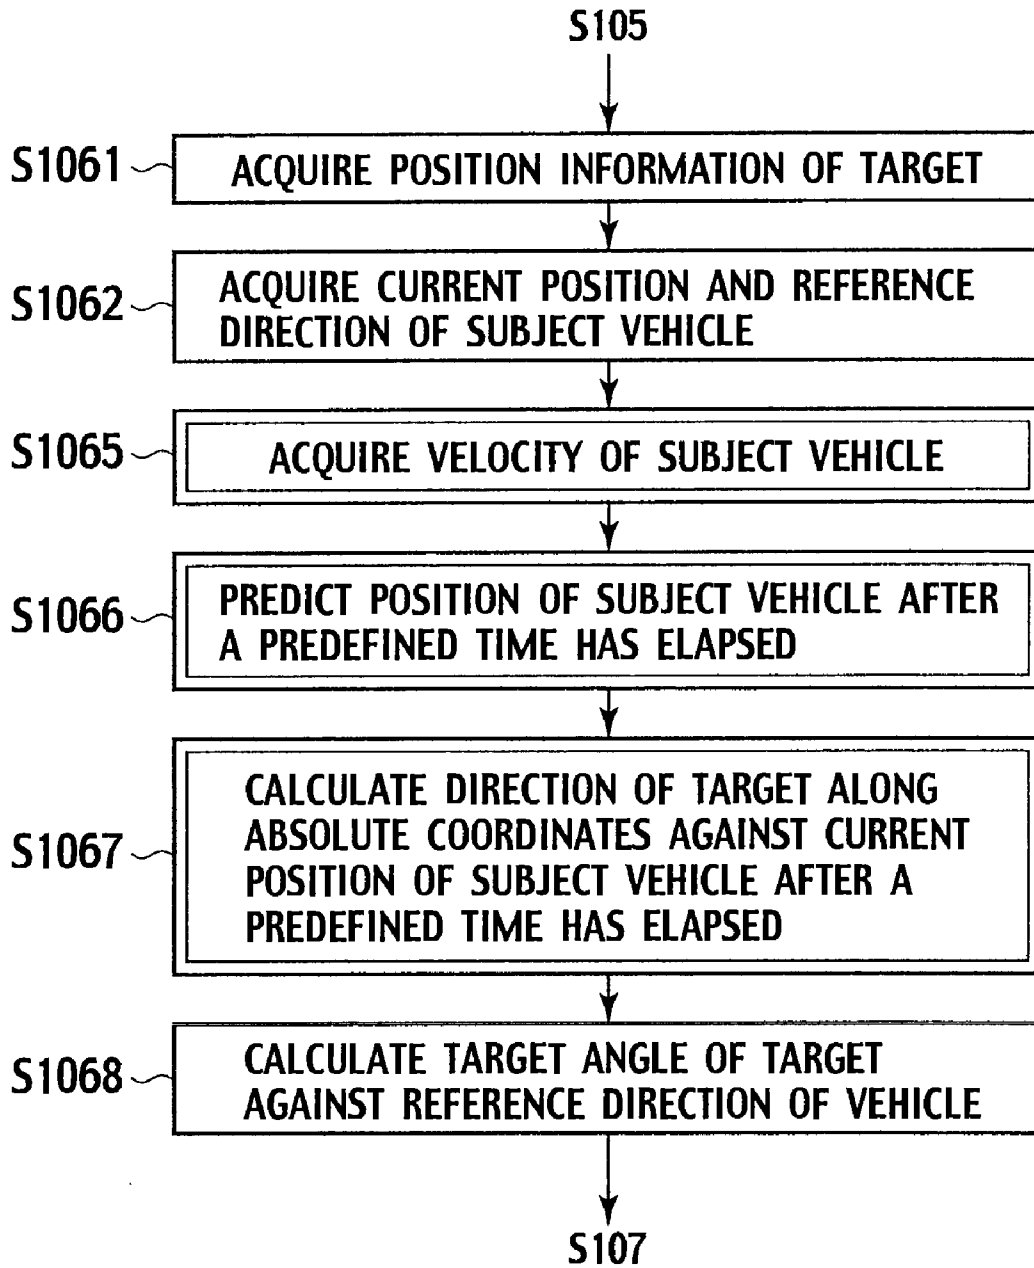 S105
S1061
ACQUIRE POSITION INFORMATION OF TARGET
S1062
ACQUIRE CURRENT POSITION AND REFERENCE
DIRECTION OF SUBJECT VEHICLE
S1065
ACQUIRE VELOCITY OF SUBJECT VEHICLE
S1066
PREDICT POSITION OF SUBJECT VEHICLE AFTER
A PREDEFINED TIME HAS ELAPSED
S1067
CALCULATE DIRECTION OF TARGET ALONG
ABSOLUTE COORDINATES AGAINST CURRENT
POSITION OF SUBJECT VEHICLE AFTER A
PREDEFINED TIME HAS ELAPSED
S1068
CALCULATE TARGET ANGLE OF TARGET
AGAINST REFERENCE DIRECTION OF VEHICLE
S107